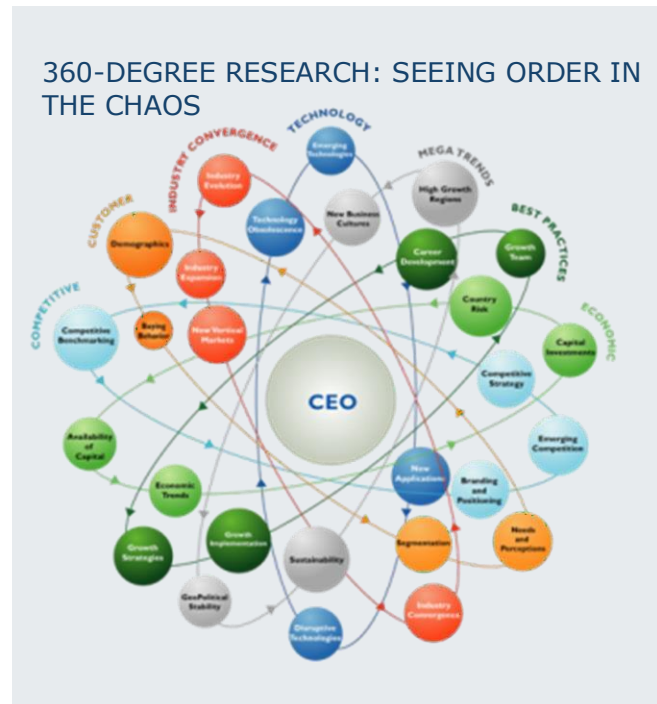 360-DEGREE RESEARCH: SEEING ORDER IN
THE CHAOS
TECHNOLOGY
INDUSTRY CONVERGENCE
MEGA TRENDS
CUSTOMER
BEST PRACTICES
COMPETITIVE
ECONOMIC
Emerging
Technologies
Industry
Evolution
High Growth
Regions
Technology
Obsolescence
New Business
Cultures
Demographics
Career
Development
Growth
Team
Industry
Expansion
Country
Risk
Competitive
Benchmarking
Buying
Behavior
New Vertical
Markets
Capital
Investments
Competitive
Strategy
CEO
Availability
of
Capital
Emerging
Competition
New
Applications
Economic
Trends
Branding
and
Positioning
Growth
Strategies
Growth
Implementation
Sustainability
Segmentation
Needs
and
Perceptions
GeoPolitical
Stability
Industry
Convergence
Disruptive
Technologies